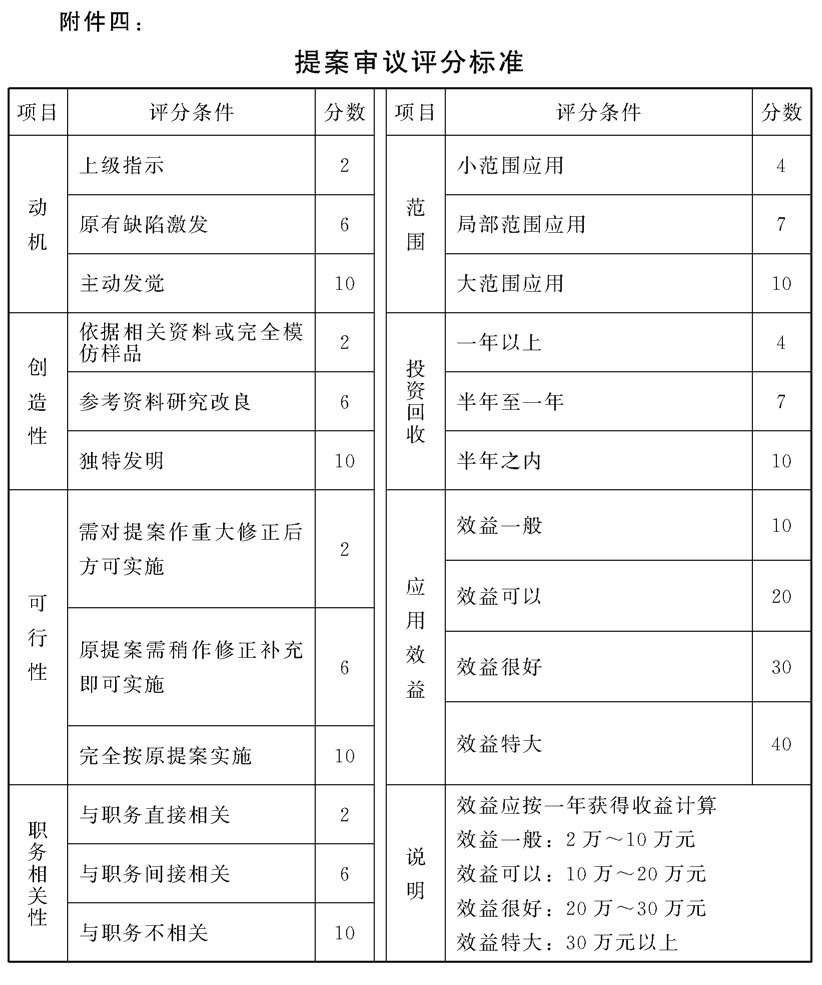 附件四：
提案审议评分标准
项目 评分条件 分数
动机
上级指示 2
原有缺陷激发 6
主动发觉 10
创造性
依据相关资料或完全模
仿样品 2
参考资料研究改良 6
独特发明 10
可行性
需对提案作重大修正后
方可实施 2
原提案需稍作修正补充
即可实施 6
完全按原提案实施 10
职务相关性
与职务直接相关 2
与职务间接相关 6
与职务不相关 10
项目 评分条件 分数
范围
小范围应用 4
局部范围应用 7
大范围应用 10
投资回收
一年以上 4
半年至一年 7
半年之内 10
应用效益
效益一般 10
效益可以 20
效益很好 30
效益特大 40
说明
效益应按一年获得收益计算
效益一般：2 万～10 万元
效益可以：10 万～20 万元
效益很好：20 万～30 万元
效益特大：30 万元以上